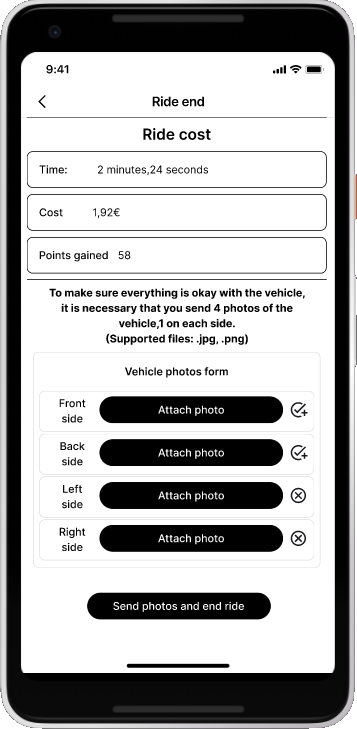 9:41
Ride end
Ride cost
Time: 2 minutes,24 seconds
Cost 1,92€
Points gained 58
To make sure everything is okay with the vehicle,
it is necessary that you send 4 photos of the
vehicle,1 on each side.
(Supported files: .jpg, .png)
Vehicle photos form
Front
side
Attach photo
Back
side
Attach photo
Left
side
Attach photo
Right
side
Attach photo
Send photos and end ride